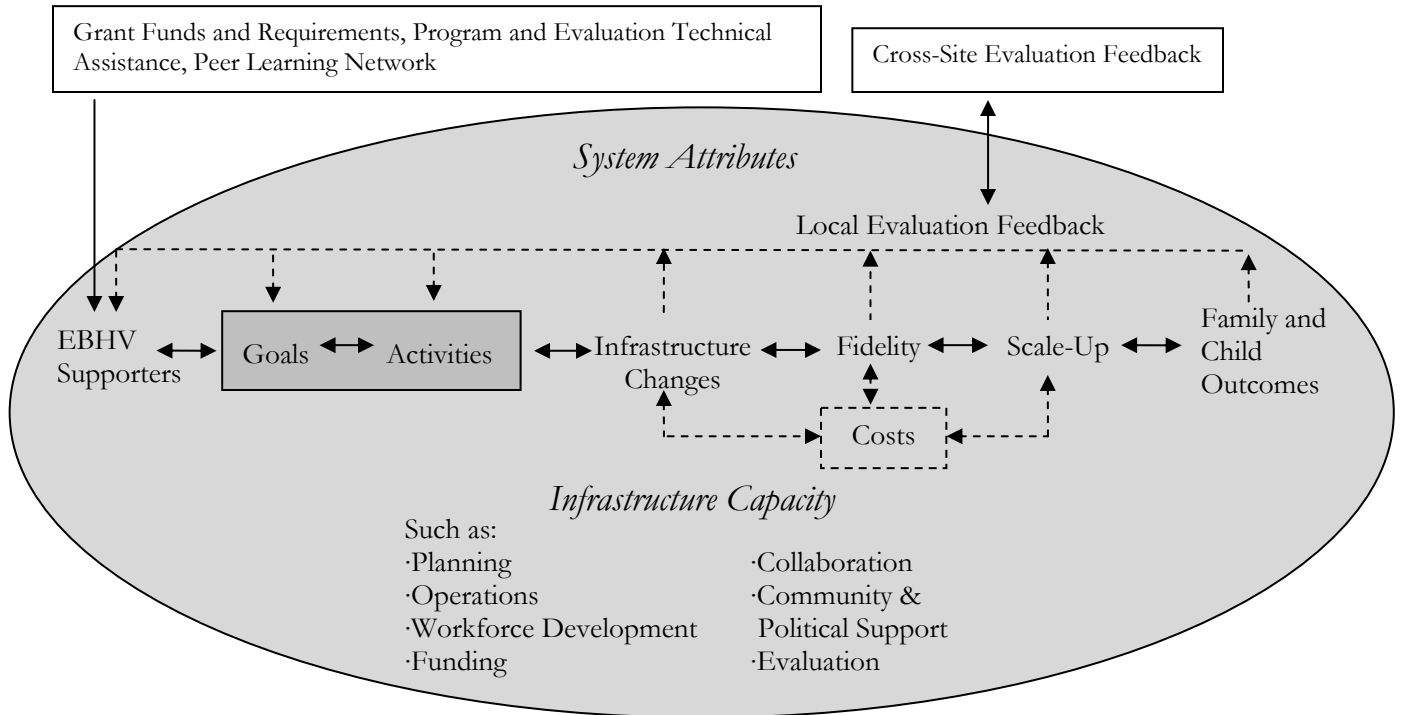 Grant Funds and Requirements, Program and Evaluation Technical
Assistance, Peer Learning Network
Cross-Site Evaluation Feedback
System Attributes
Local Evaluation Feedback
EBHV
Supporters
Goals
Activities
Infrastructure
Changes
Fidelity
Scale-Up
Family and
Child
Outcomes
Costs
Infrastructure Capacity
Such as:
·Planning
·Operations
·Workforce Development
·Funding
·Collaboration
·Community &
Political Support
·Evaluation